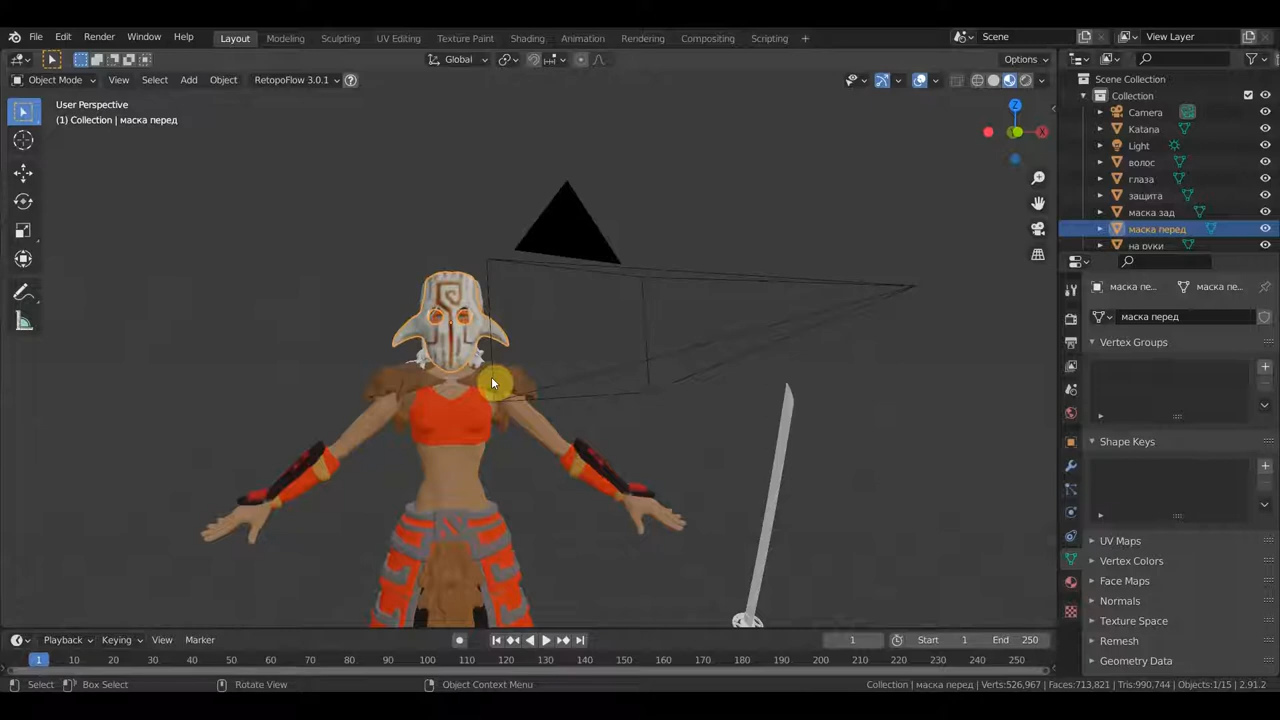 File Edit Render Window Help Layout Modeling Sculpting UV Editing Texture Paint Shading Animation Rendering Compositing Scripting + Scene View Layer
Global Options
Object Mode View Select Add Object RetopoFlow 3.0.1
User Perspective
(1) Collection | маска перед
Z
X
Scene Collection
Collection
Camera
Katana
Light
волос
глаза
защита
маска зад
маска перед
на руки
маска пе... маска пе...
маска перед
Vertex Groups
Shape Keys
UV Maps
Vertex Colors
Face Maps
Normals
Texture Space
Remesh
Geometry Data
Playback Keying View Marker 1 Start 1 End 250
1 10 20 30 40 50 60 70 80 90 100 110 120 130 140 150 160 170 180 190 200 210 220 230 240 250
Select Box Select Rotate View Object Context Menu Collection | маска перед | Verts:526,967 | Faces:713,821 | Tris:990,744 | Objects:1/15 | 2.91.2